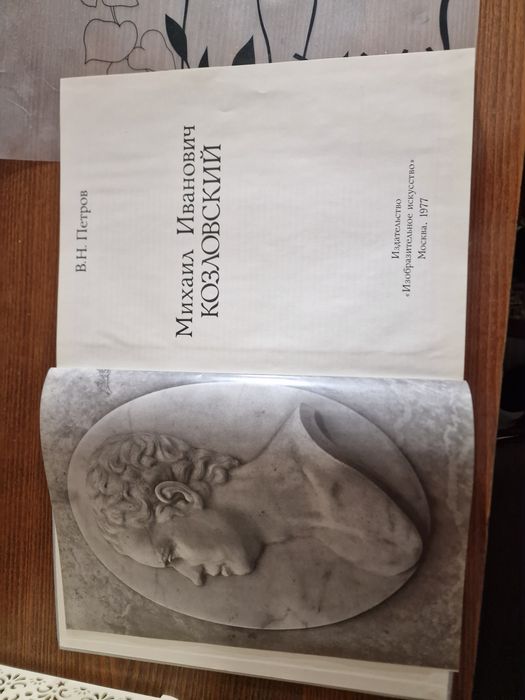 В.Н. Петров
Михаил Иванович
КОЗЛОВСКИЙ
Издательство
«Изобразительное искусство»
Москва. 1977